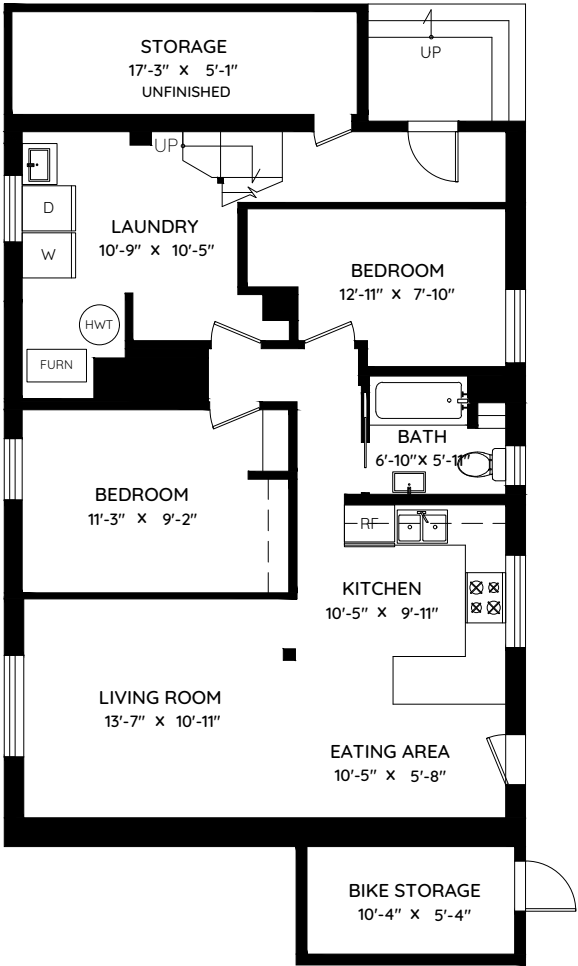 STORAGE
17'-3" x 5'-1"
UNFINISHED
UP
UP
D
LAUNDRY
10'-9" x 10'-5"
W
BEDROOM
12'-11" x 7'-10"
HWT
FURN
BATH
6'-10" x 5'-11"
BEDROOM
11'-3" x 9'-2"
RF
KITCHEN
10'-5" x 9'-11"
LIVING ROOM
13'-7" x 10'-11"
EATING AREA
10'-5" x 5'-8"
BIKE STORAGE
10'-4" x 5'-4"